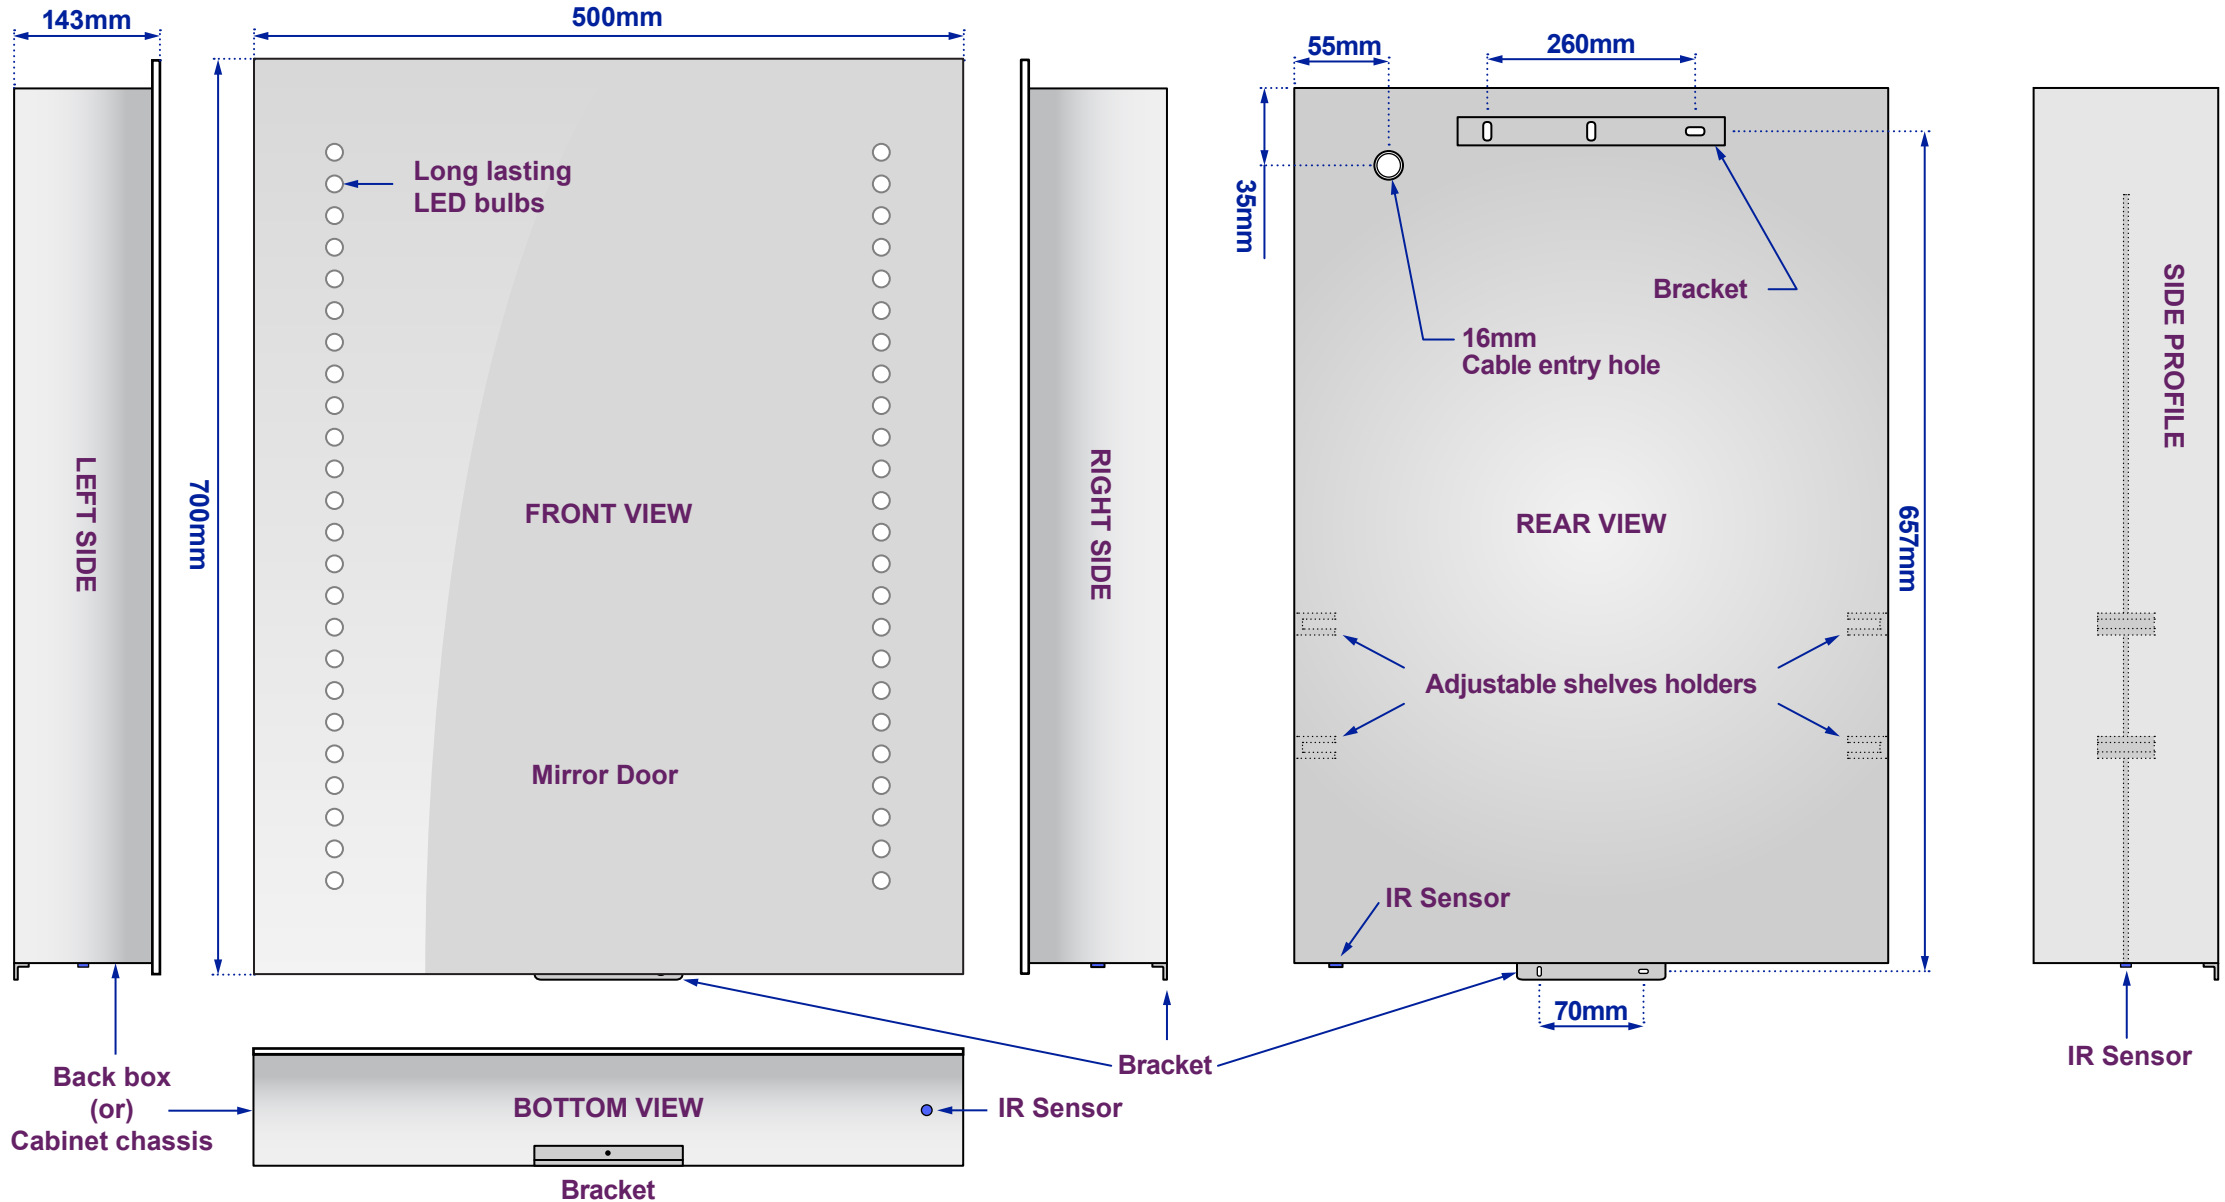 143mm
500mm
55mm
260mm
35mm
Long lasting
LED bulbs
Bracket
16mm
Cable entry hole
SIDE PROFILE
LEFT SIDE
700mm
FRONT VIEW
RIGHT SIDE
REAR VIEW
657mm
Adjustable shelves holders
Mirror Door
IR Sensor
70mm
Bracket
IR Sensor
Back box
(or)
Cabinet chassis
BOTTOM VIEW
IR Sensor
Bracket